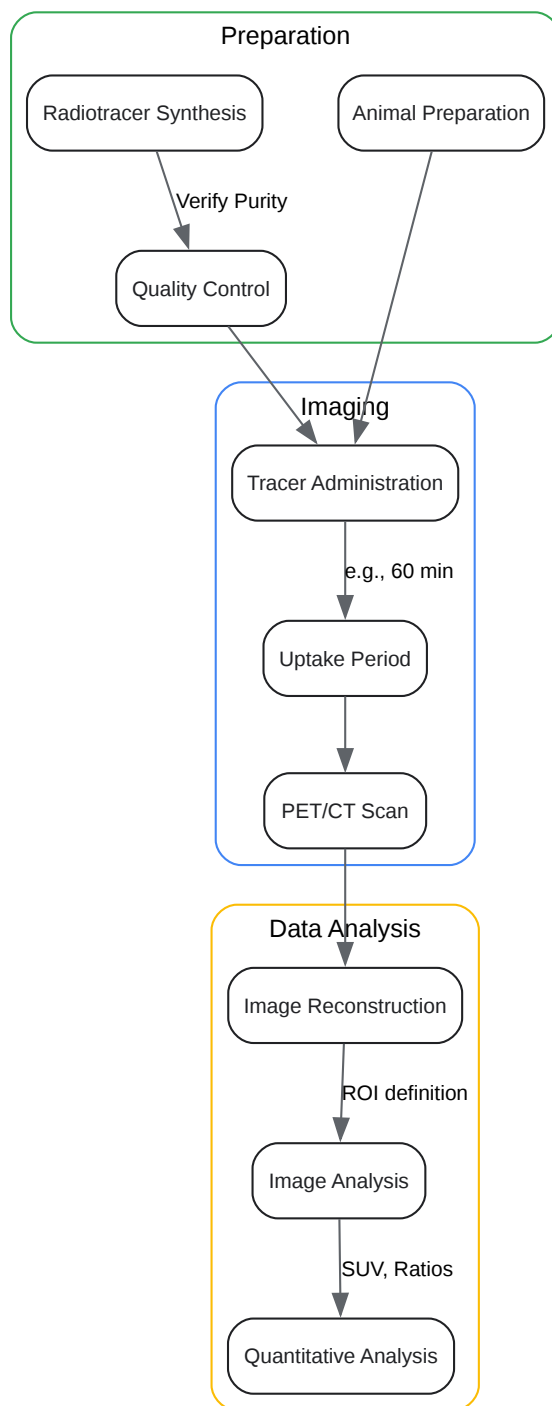 Preparation
Radiotracer Synthesis
Animal Preparation
Verify Purity
Quality Control
Imaging
Tracer Administration
e.g., 60 min
Uptake Period
PET/CT Scan
Data Analysis
Image Reconstruction
ROI definition
Image Analysis
SUV, Ratios
Quantitative Analysis